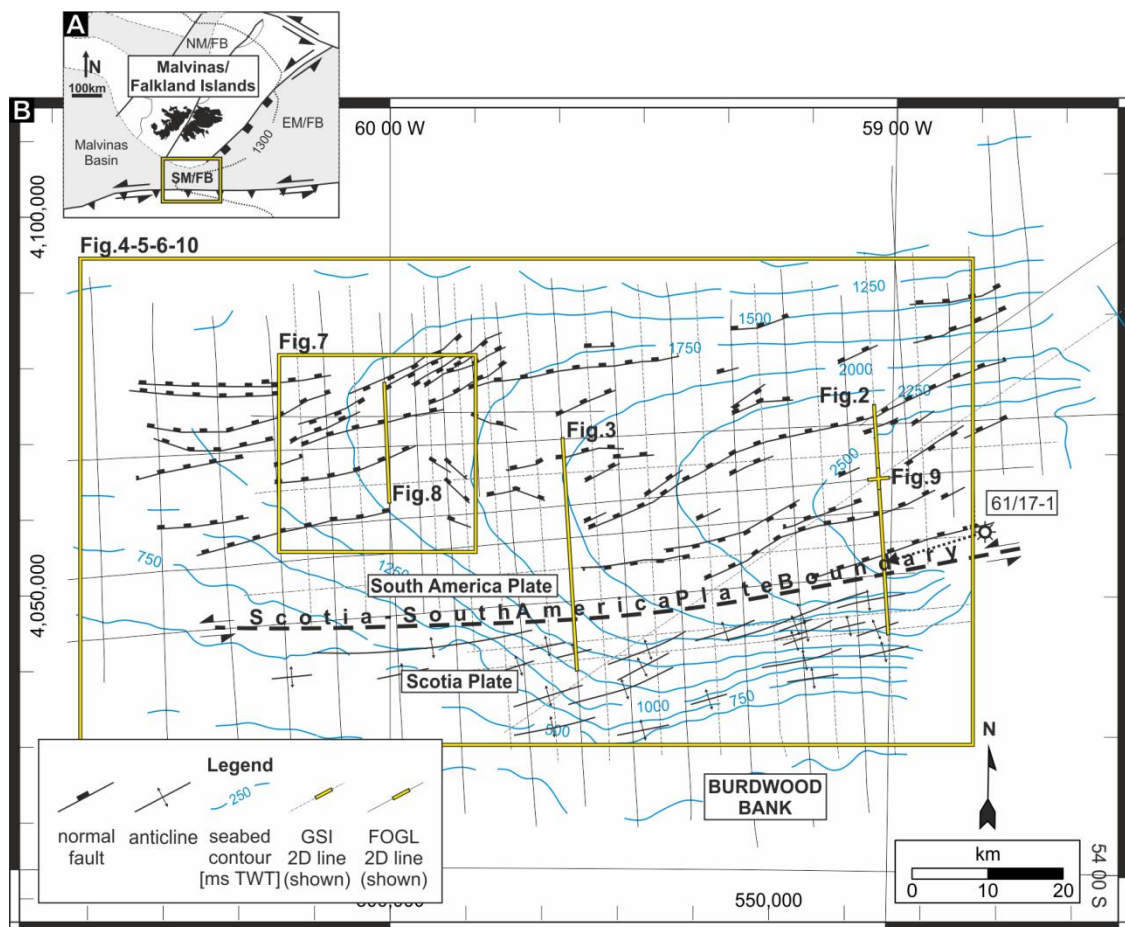 A
N
100km
NM/FB
Malvinas/
Falkland Islands
EM/FB
1300
Malvinas
Basin
SM/FB
B
60 00 W
59 00 W
4,100,000
Fig.4-5-6-10
1250
1500
1750
2000
2250
Fig.7
Fig.2
Fig.3
2500
Fig.8
Fig.9
61/17-1
750
1250
South America Plate
4,050,000
Scotia-SouthAmericaPlateBoundary
Scotia Plate
1000
750
500
Legend
250
normal
fault
anticline
seabed
contour
[ms TWT]
GSI
2D line
(shown)
FOGL
2D line
(shown)
BURDWOOD
BANK
N
km
0 10 20
54 00 S
550,000